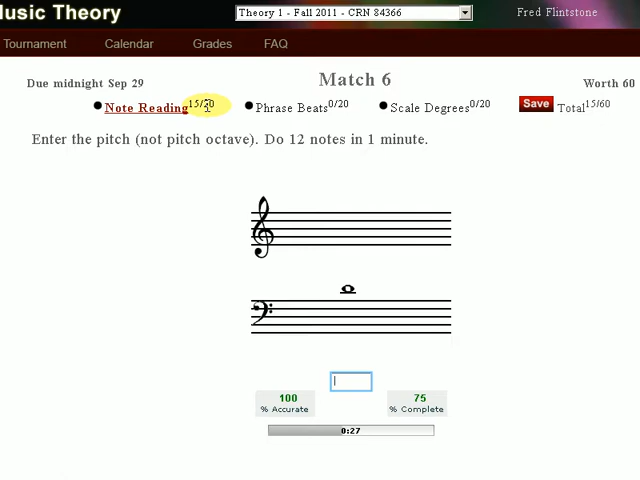 usic Theory
Theory 1 - Fall 2011 - CRN 84366
Fred Flintstone
Tournament Calendar Grades FAQ
Due midnight Sep 29 Match 6 Worth 60
Note Reading 15/20 Phrase Beats 0/20 Scale Degrees 0/20 Save Total 15/60
Enter the pitch (not pitch octave). Do 12 notes in 1 minute.
100 75
% Accurate % Complete
0:27